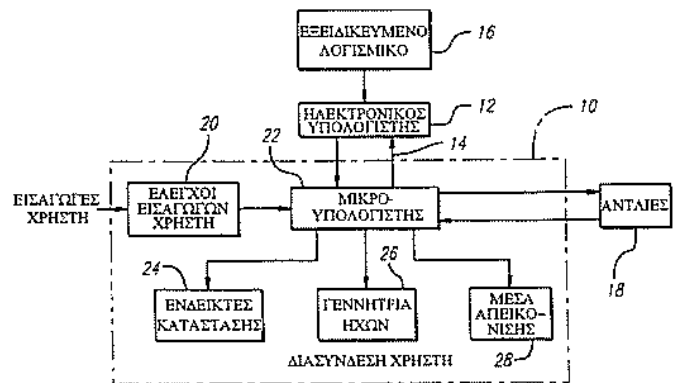 ΕΞΕΙΔΙΚΕΥΜΕΝΟ
ΛΟΓΙΣΜΙΚΟ
16
ΗΛΕΚΤΡΟΝΙΚΟΣ
ΥΠΟΛΟΓΙΣΤΗΣ
12
10
20
22
14
ΕΙΣΑΓΩΓΕΣ
ΧΡΗΣΤΗ
ΕΛΕΓΧΟΙ
ΕΙΣΑΓΩΓΩΝ
ΧΡΗΣΤΗ
ΜΙΚΡΟ-
ΥΠΟΛΟΓΙΣΤΗΣ
ΑΝΤΛΙΕΣ
18
24
26
ΕΝΔΕΙΚΤΕΣ
ΚΑΤΑΣΤΑΣΗΣ
ΓΕΝΝΗΤΡΙΑ
ΗΧΩΝ
ΜΕΣΑ
ΑΠΕΙΚΟ-
ΝΙΣΗΣ
28
ΔΙΑΣΥΝΔΕΣΗ ΧΡΗΣΤΗ